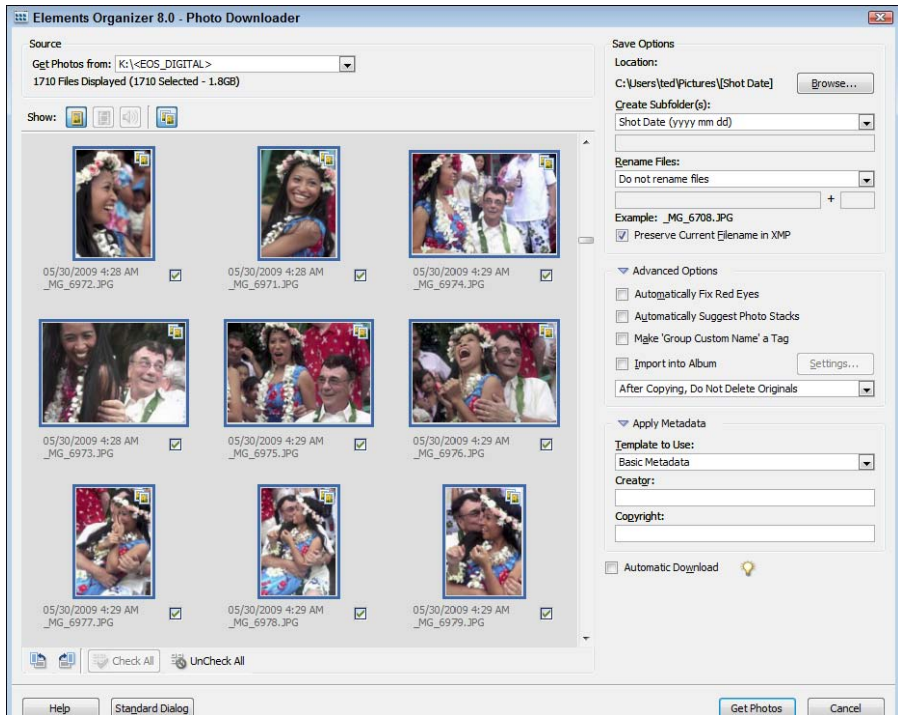 Elements Organizer 8.0 - Photo Downloader
Source
Get Photos from: K:\<EOS_DIGITAL>
1710 Files Displayed (1710 Selected - 1.8GB)
Show:
05/30/2009 4:28 AM
_MG_6972.JPG
05/30/2009 4:28 AM
_MG_6971.JPG
05/30/2009 4:29 AM
_MG_6974.JPG
05/30/2009 4:28 AM
_MG_6973.JPG
05/30/2009 4:29 AM
_MG_6975.JPG
05/30/2009 4:29 AM
_MG_6976.JPG
05/30/2009 4:29 AM
_MG_6977.JPG
05/30/2009 4:29 AM
_MG_6978.JPG
05/30/2009 4:29 AM
_MG_6979.JPG
Check All
UnCheck All
Help
Standard Dialog
Save Options
Location:
C:\Users\ted\Pictures\[Shot Date]
Browse...
Create Subfolder(s):
Shot Date (yyyy mm dd)
Rename Files:
Do not rename files
+
Example: _MG_6708.JPG
Preserve Current Filename in XMP
Advanced Options
Automatically Fix Red Eyes
Automatically Suggest Photo Stacks
Make 'Group Custom Name' a Tag
Import into Album
Settings...
After Copying, Do Not Delete Originals
Apply Metadata
Template to Use:
Basic Metadata
Creator:
Copyright:
Automatic Download
Get Photos
Cancel